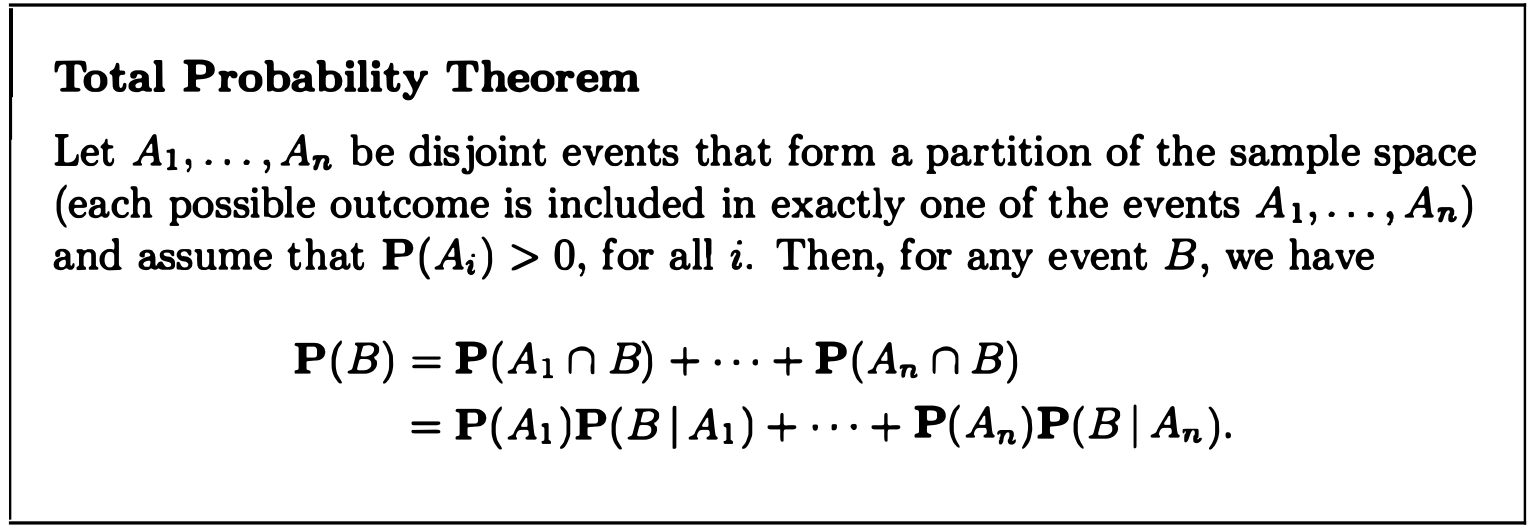 Total Probability Theorem
Let A₁, . . . , Aₙ be disjoint events that form a partition of the sample space
(each possible outcome is included in exactly one of the events A₁, . . . , Aₙ)
and assume that P(Aᵢ) > 0, for all i. Then, for any event B, we have
P(B) = P(A₁ ∩ B) + · · · + P(Aₙ ∩ B)
= P(A₁)P(B | A₁) + · · · + P(Aₙ)P(B | Aₙ).